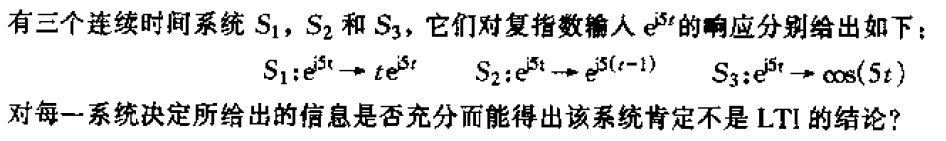 有三个连续时间系统 S₁，S₂ 和 S₃，它们对复指数输入 e^{j5t} 的响应分别给出如下：
S₁:e^{j5t} → te^{j5t}  S₂:e^{j5t} → e^{j5(t-1)}  S₃:e^{j5t} → cos(5t)
对每一系统决定所给出的信息是否充分而能得出该系统肯定不是 LTI 的结论？